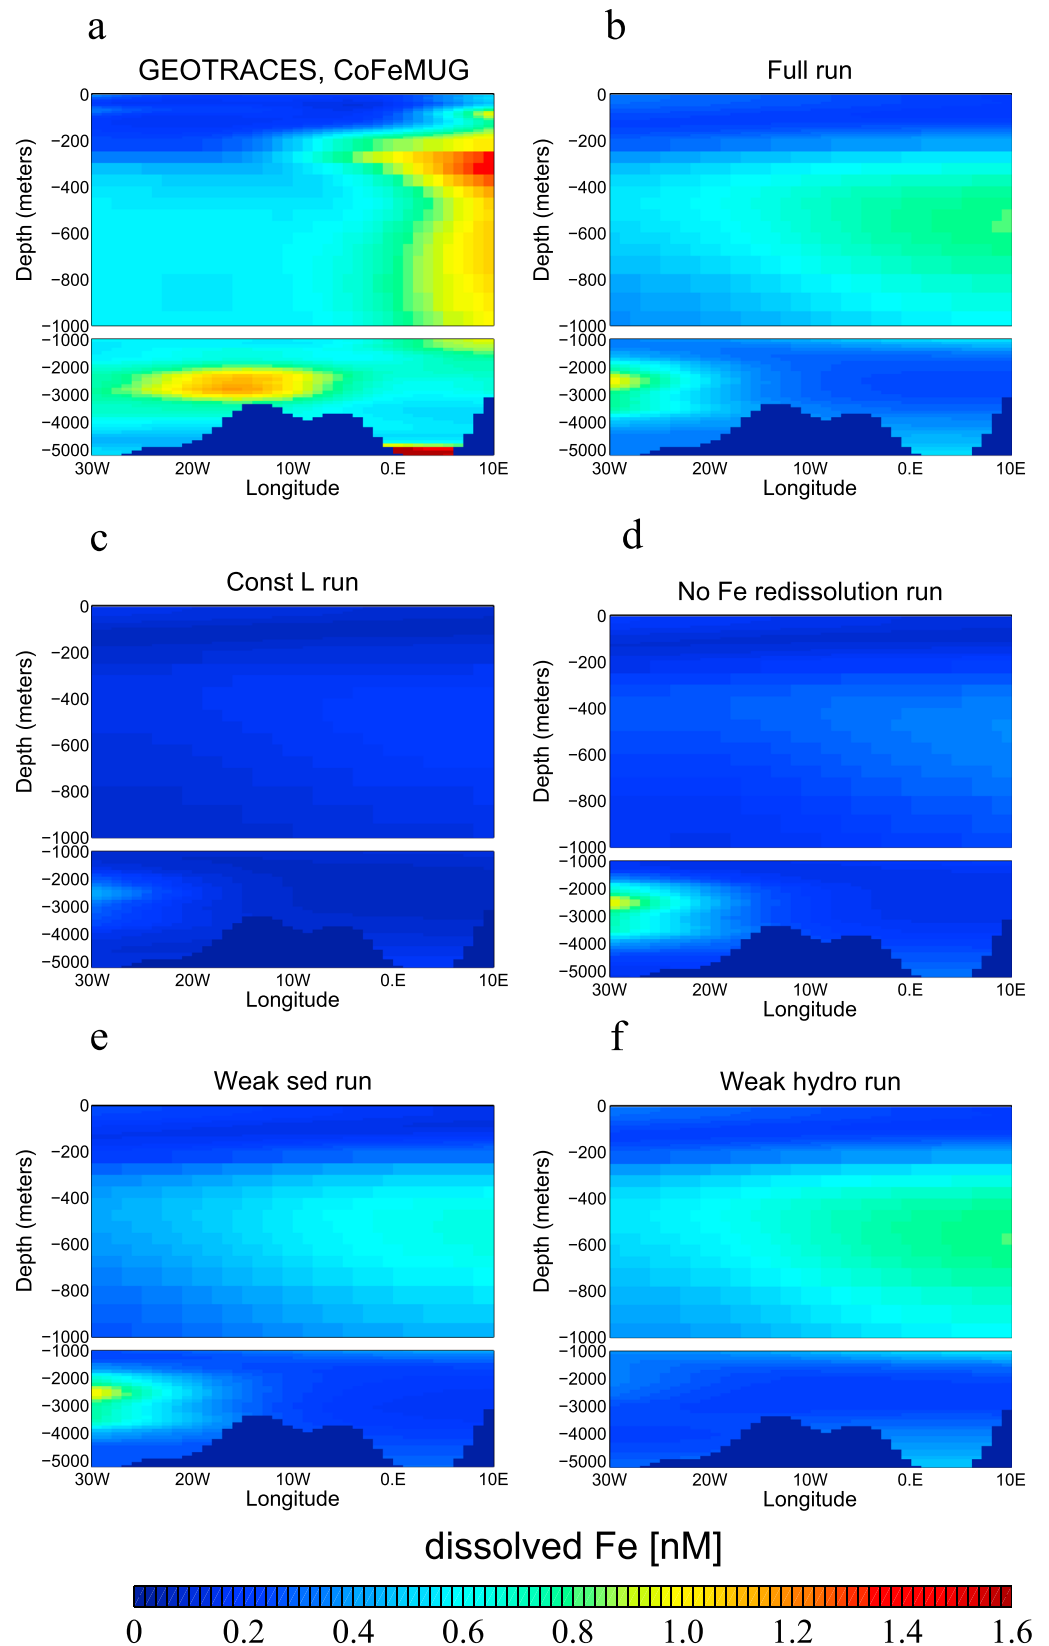 a
GEOTRACES, CoFeMUG
0
−200
−400
−600
−800
−1000
−1000
−2000
−3000
−4000
−5000
Depth (meters)
30W 20W 10W 0.E 10E
Longitude
b
Full run
0
−200
−400
−600
−800
−1000
−1000
−2000
−3000
−4000
−5000
Depth (meters)
30W 20W 10W 0.E 10E
Longitude
c
Const L run
0
−200
−400
−600
−800
−1000
−1000
−2000
−3000
−4000
−5000
Depth (meters)
30W 20W 10W 0.E 10E
Longitude
d
No Fe redissolution run
0
−200
−400
−600
−800
−1000
−1000
−2000
−3000
−4000
−5000
Depth (meters)
30W 20W 10W 0.E 10E
Longitude
e
Weak sed run
0
−200
−400
−600
−800
−1000
−1000
−2000
−3000
−4000
−5000
Depth (meters)
30W 20W 10W 0.E 10E
Longitude
f
Weak hydro run
0
−200
−400
−600
−800
−1000
−1000
−2000
−3000
−4000
−5000
Depth (meters)
30W 20W 10W 0.E 10E
Longitude
dissolved Fe [nM]
0 0.2 0.4 0.6 0.8 1.0 1.2 1.4 1.6